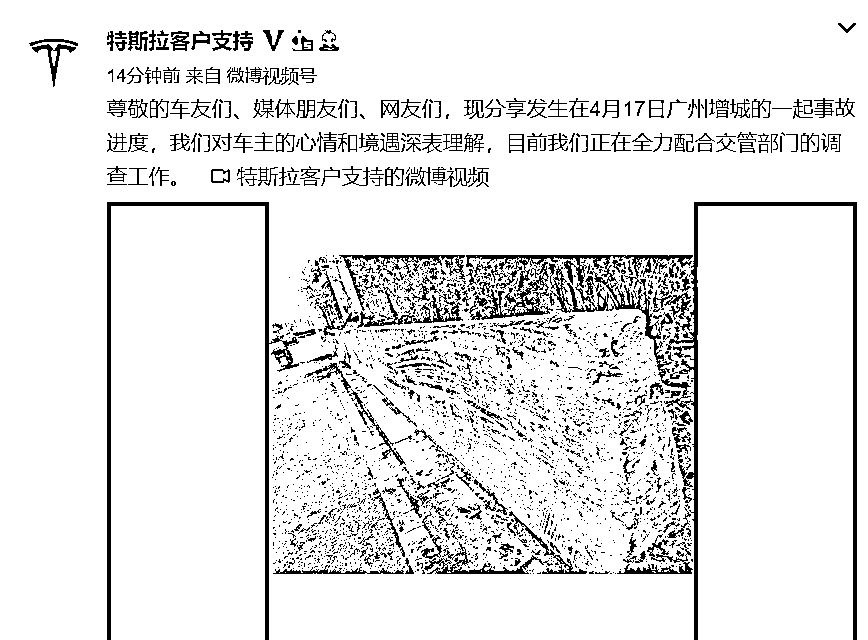 特斯拉客户支持
14分钟前 来自 微博视频号
尊敬的车友们、媒体朋友们、网友们，现分享发生在4月17日广州增城的一起事故
进度，我们对车主的心情和境遇深表理解，目前我们正在全力配合交管部门的调
查工作。 特斯拉客户支持的微博视频